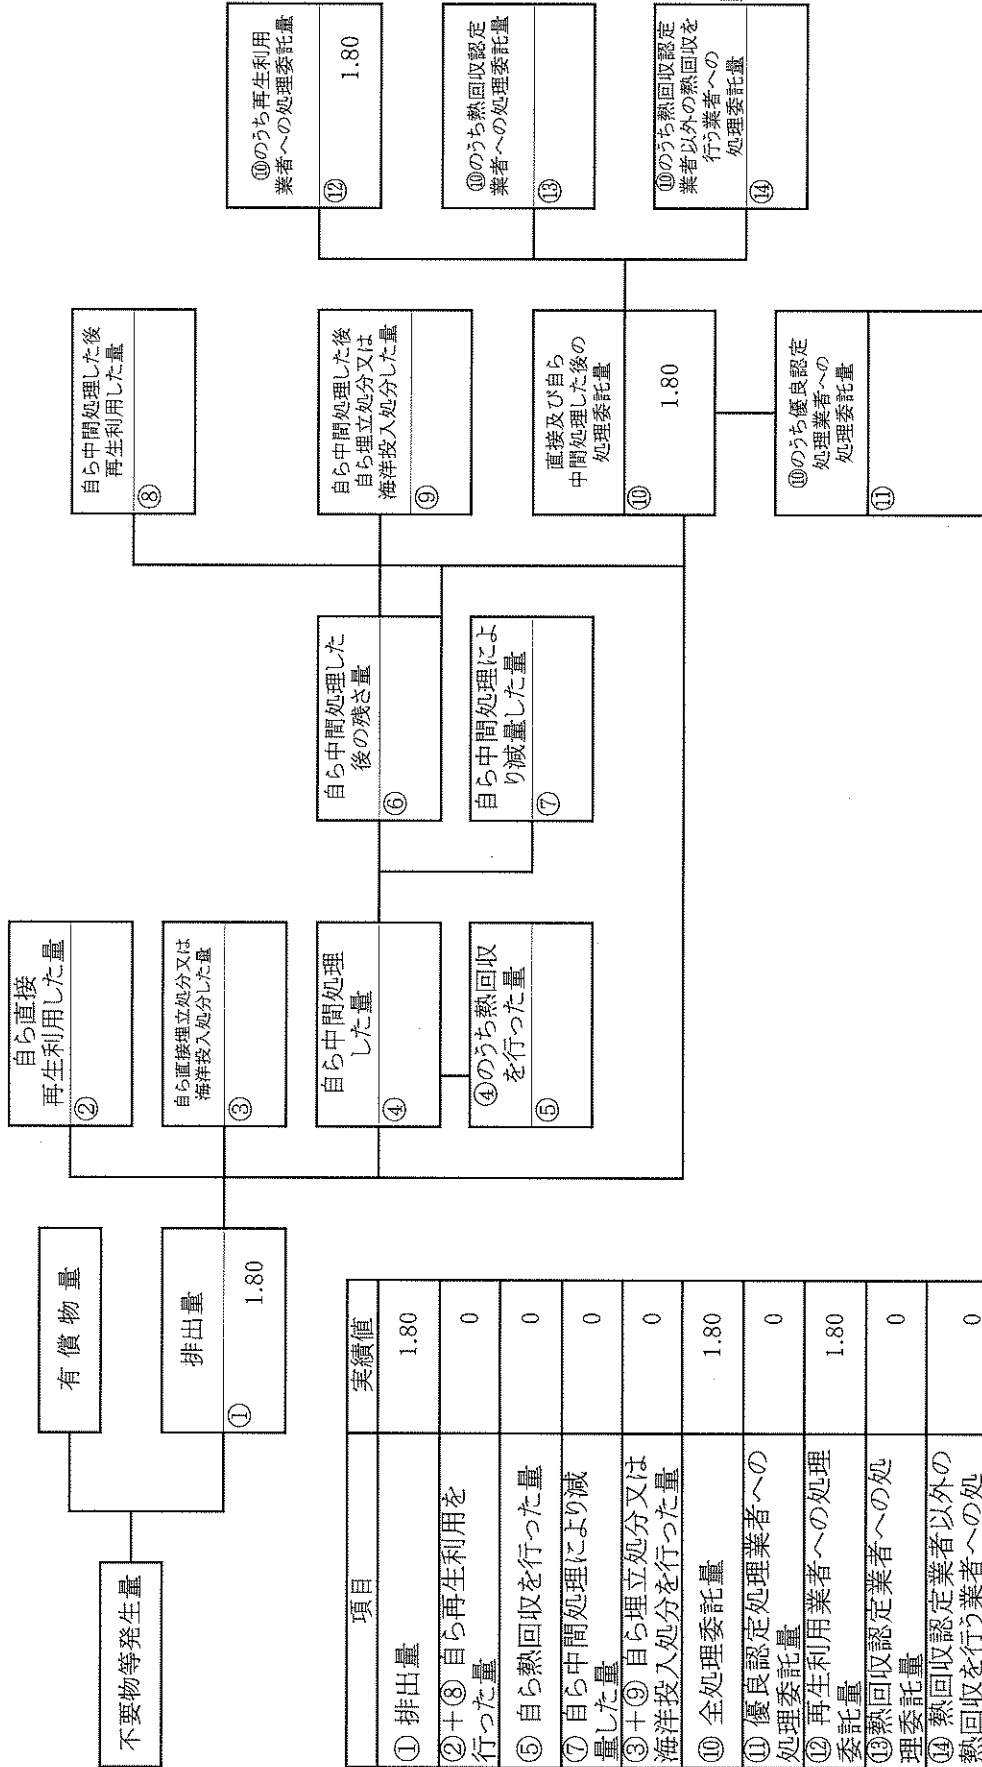 不要物等発生量
有償物量
排出量
①
1.80
自ら直接
再生利用した量
②
自ら直接埋立処分又は
海洋投入処分した量
③
自ら中間処理
した量
④
④のうち熱回収
を行った量
⑤
自ら中間処理した
後の残さ量
⑥
自ら中間処理によ
り減量した量
⑦
自ら中間処理した後
再生利用した量
⑧
自ら中間処理した後
自ら埋立処分又は
海洋投入処分した量
⑨
直接及び自ら
中間処理した後の
処理委託量
⑩
1.80
⑩のうち優良認定
処理業者への
処理委託量
⑪
⑩のうち再生利用
業者への処理委託量
⑫
1.80
⑩のうち熱回収認定
業者への処理委託量
⑬
⑩のうち熱回収認定
業者以外の熱回収を
行う業者への
処理委託量
⑭
項目 実績値
① 排出量 1.80
②+⑧ 自ら再生利用を
行った量 0
⑤ 自ら熱回収を行った量 0
⑦ 自ら中間処理により減
量した量 0
③+⑨ 自ら埋立処分又は
海洋投入処分を行った量 0
⑩ 全処理委託量 1.80
⑪ 優良認定処理業者への
処理委託量 0
⑫ 再生利用業者への処理
委託量 1.80
⑬熱回収認定業者への処
理委託量 0
⑭ 熱回収認定業者以外の
熱回収を行う業者への処 0